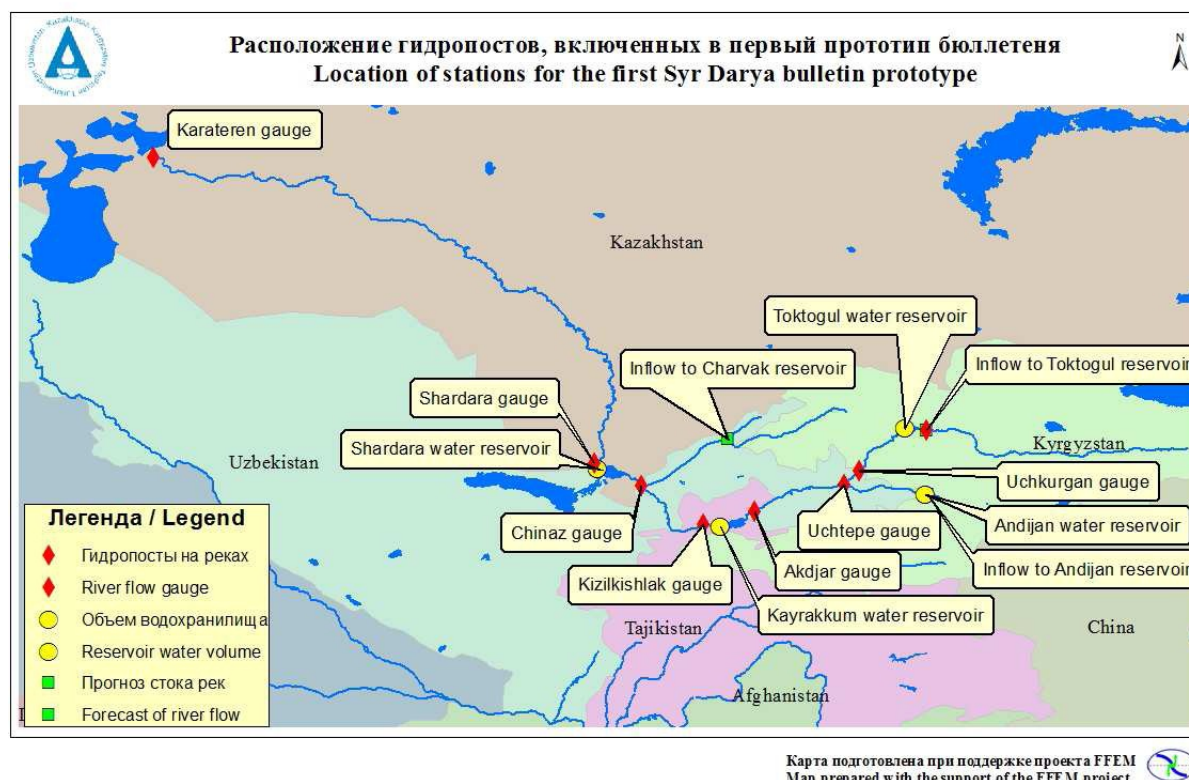 Расположение гидропостов, включенных в первый прототип бюллетеня
Location of stations for the first Syr Darya bulletin prototype
N
Karateren gauge
Kazakhstan
Toktogul water reservoir
Inflow to Charvak reservoir
Inflow to Toktogul reservoir
Shardara gauge
Shardara water reservoir
Kyrgyzstan
Uzbekistan
Uchkurgan gauge
Chinaz gauge
Uchtepe gauge
Andijan water reservoir
Kizilkishlak gauge
Akdjar gauge
Inflow to Andijan reservoir
Kayrakkum water reservoir
Tajikistan
China
Afghanistan
Легенда / Legend
Гидропосты на реках
River flow gauge
Объем водохранилища
Reservoir water volume
Прогноз стока рек
Forecast of river flow
Карта подготовлена при поддержке проекта FFEM
Map prepared with the support of the FFEM project